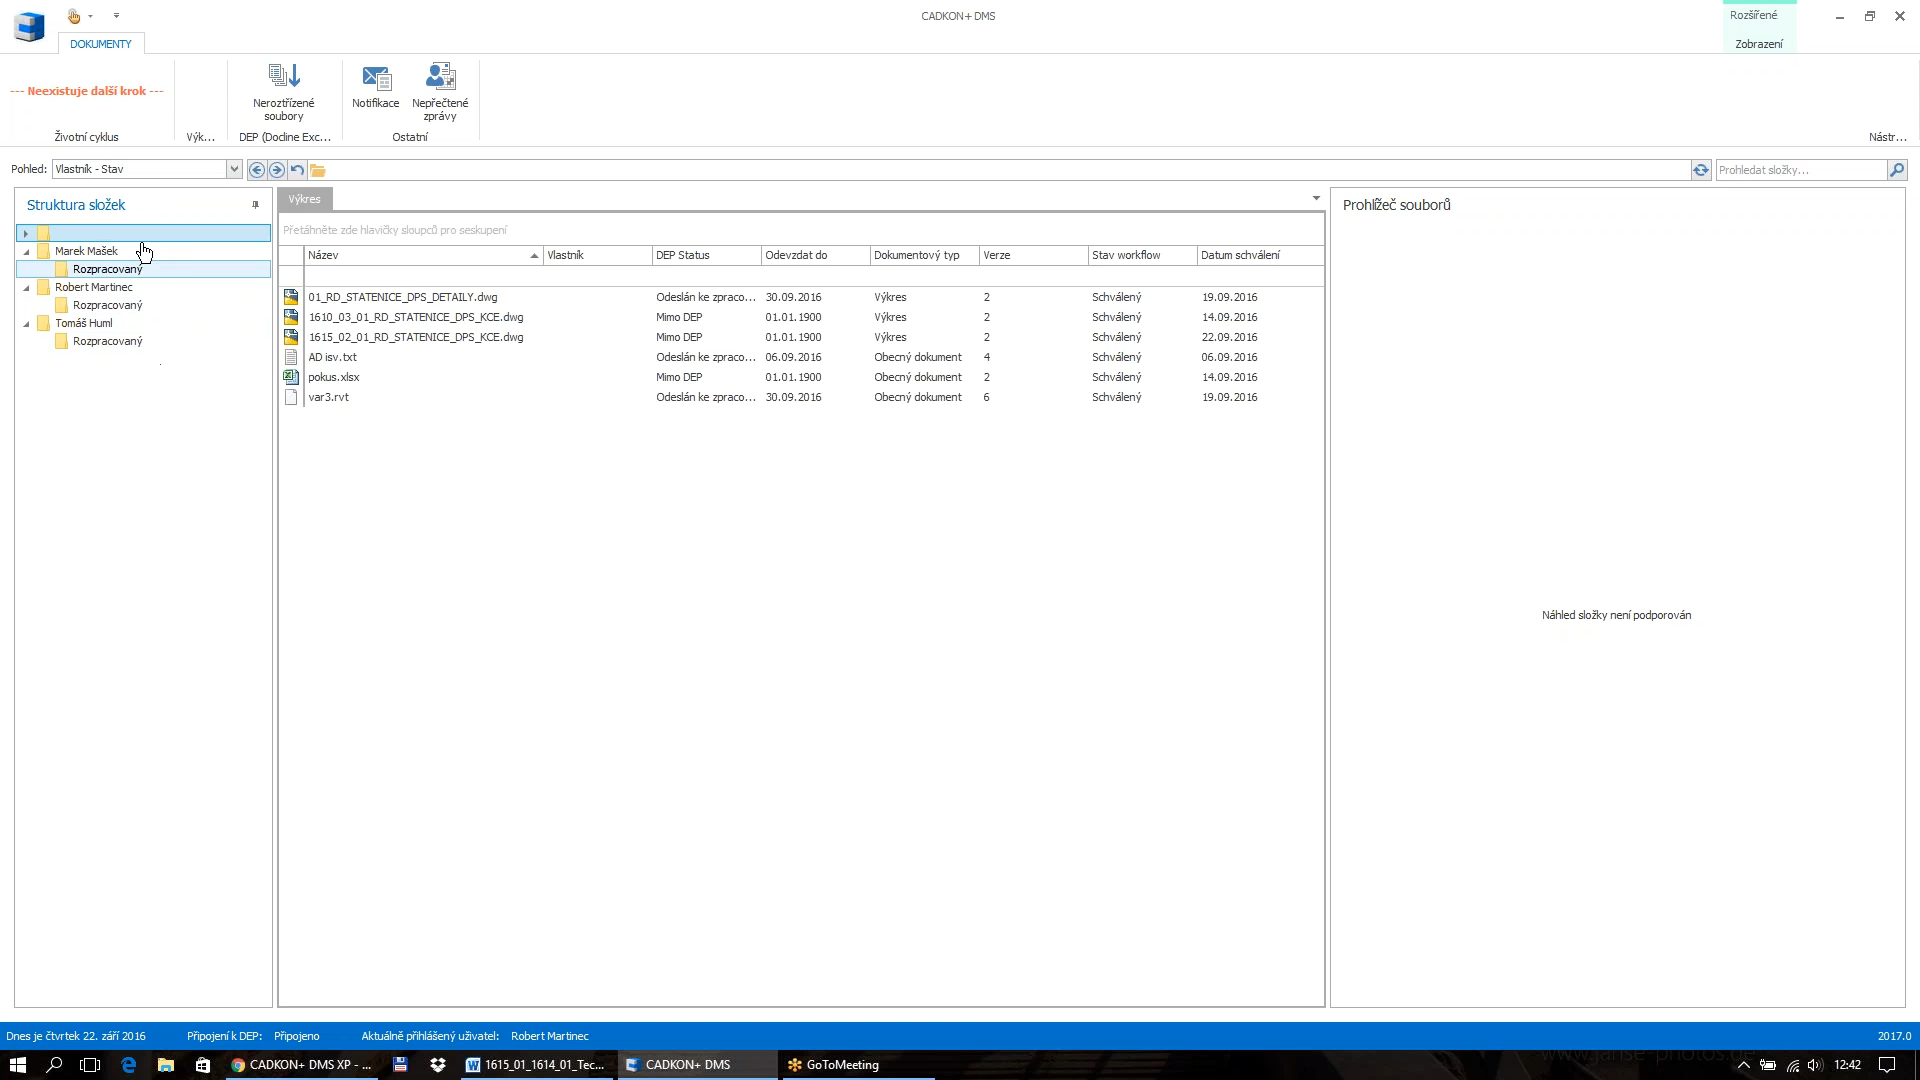 CADKON+ DMS
Rozšířené
DOKUMENTY
Zobrazení
--- Neexistuje další krok ---
Neroztřízené
soubory
Notifikace
Nepřečtené
zprávy
Životní cyklus
Výk...
DEP (Docline Exc...
Ostatní
Nástr...
Pohled:
Vlastník - Stav
Prohledat složky...
Struktura složek
Výkres
Prohlížeč souborů
Přetáhněte zde hlavičky sloupců pro seskupení
Marek Mašek
Rozpracovaný
Robert Martinec
Rozpracovaný
Tomáš Huml
Rozpracovaný
Název Vlastník DEP Status Odevzdat do Dokumentový typ Verze Stav workflow Datum schválení
01_RD_STATENICE_DPS_DETAILY.dwg Odeslán ke zpraco... 30.09.2016 Výkres 2 Schválený 19.09.2016
1610_03_01_RD_STATENICE_DPS_KCE.dwg Mimo DEP 01.01.1900 Výkres 2 Schválený 14.09.2016
1615_02_01_RD_STATENICE_DPS_KCE.dwg Mimo DEP 01.01.1900 Výkres 2 Schválený 22.09.2016
AD isv.txt Odeslán ke zpraco... 06.09.2016 Obecný dokument 4 Schválený 06.09.2016
pokus.xlsx Mimo DEP 01.01.1900 Obecný dokument 2 Schválený 14.09.2016
var3.rvt Odeslán ke zpraco... 30.09.2016 Obecný dokument 6 Schválený 19.09.2016
Náhled složky není podporován
Dnes je čtvrtek 22. září 2016 Připojení k DEP: Připojeno Aktuálně přihlášený uživatel: Robert Martinec 2017.0
CADKON+ DMS XP - ... 1615_01_1614_01_Tec... CADKON+ DMS GoToMeeting 12:42